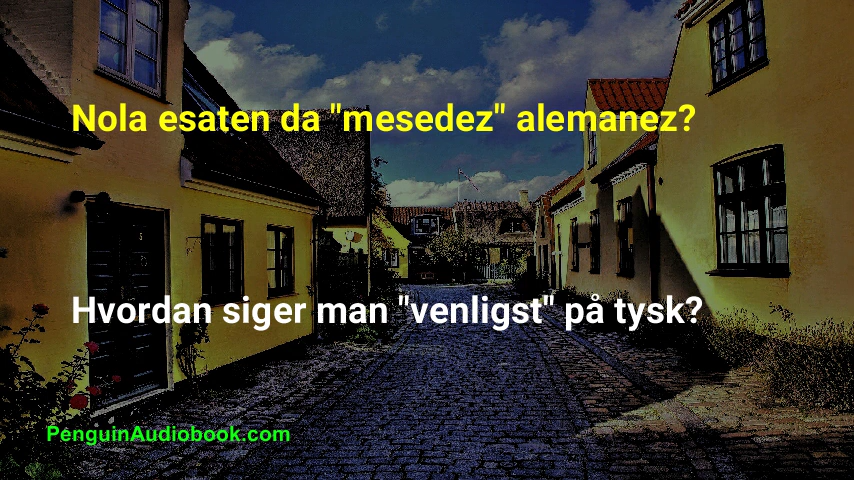 Nola esaten da "mesedez" alemanez?
Hvordan siger man "venligst" på tysk?
PenguinAudiobook.com